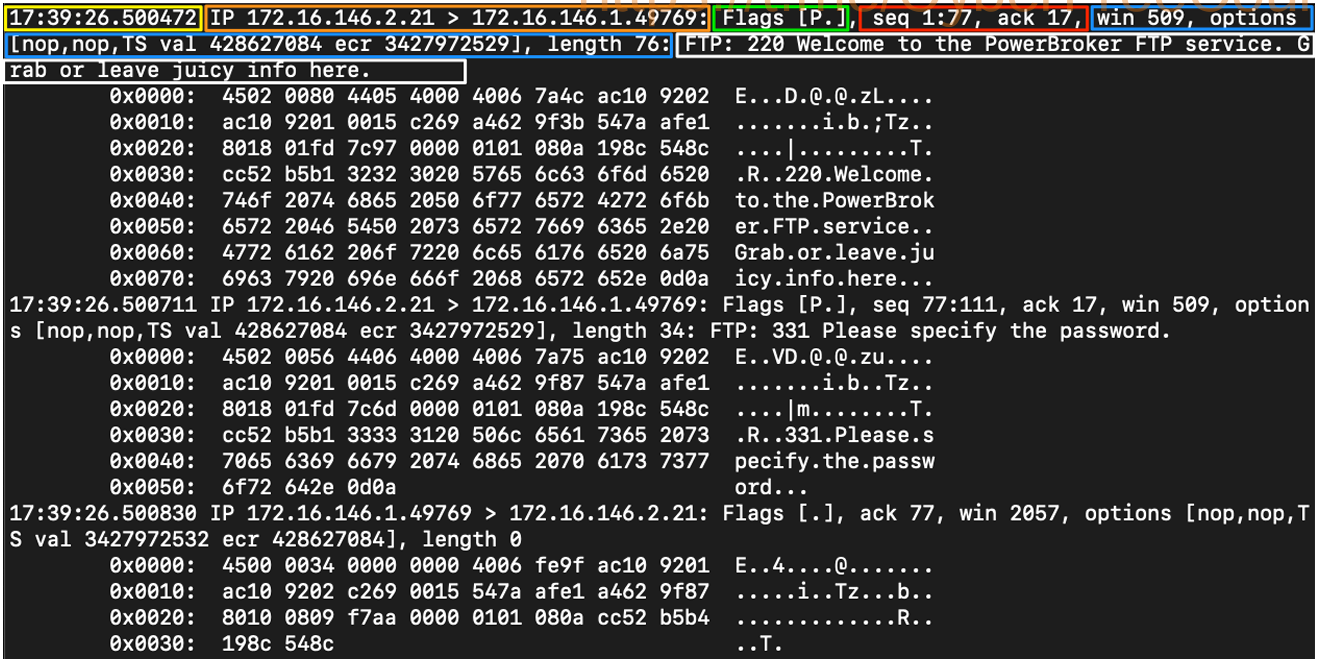 17:39:26.500472 IP 172.16.146.2.21 > 172.16.146.1.49769: Flags [P.], seq 1:77, ack 17, win 509, options
[nop,nop,TS val 428627084 ecr 3427972529], length 76: FTP: 220 Welcome to the PowerBroker FTP service. G
rab or leave juicy info here.
0x0000:  4502 0080 4405 4000 4006 7a4c ac10 9202  E...D.@.@.zL....
0x0010:  ac10 9201 0015 c269 a462 9f3b 547a afe1  .......i.b.;Tz..
0x0020:  8018 01fd 7c97 0000 0101 080a 198c 548c  ....|.........T.
0x0030:  cc52 b5b1 3232 3020 5765 6c63 6f6d 6520  .R..220.Welcome.
0x0040:  746f 2074 6865 2050 6f77 6572 4272 6f6b  to.the.PowerBrok
0x0050:  6572 2046 5450 2073 6572 7669 6365 2e20  er.FTP.service..
0x0060:  4772 6162 206f 7220 6c65 6176 6520 6a75  Grab.or.leave.ju
0x0070:  6963 7920 696e 666f 2068 6572 652e 0d0a  icy.info.here...
17:39:26.500711 IP 172.16.146.2.21 > 172.16.146.1.49769: Flags [P.], seq 77:111, ack 17, win 509, option
s [nop,nop,TS val 428627084 ecr 3427972529], length 34: FTP: 331 Please specify the password.
0x0000:  4502 0056 4406 4000 4006 7a75 ac10 9202  E..VD.@.@.zu....
0x0010:  ac10 9201 0015 c269 a462 9f87 547a afe1  .......i.b..Tz..
0x0020:  8018 01fd 7c6d 0000 0101 080a 198c 548c  ....|m........T.
0x0030:  cc52 b5b1 3333 3120 506c 6561 7365 2073  .R..331.Please.s
0x0040:  7065 6369 6679 2074 6865 2070 6173 7377  pecify.the.passw
0x0050:  6f72 642e 0d0a  ord...
17:39:26.500830 IP 172.16.146.1.49769 > 172.16.146.2.21: Flags [.], ack 77, win 2057, options [nop,nop,T
S val 3427972532 ecr 428627084], length 0
0x0000:  4500 0034 0000 0000 4006 fe9f ac10 9201  E..4....@.......
0x0010:  ac10 9202 c269 0015 547a afe1 a462 9f87  .....i..Tz...b..
0x0020:  8010 0809 f7aa 0000 0101 080a cc52 b5b4  .............R..
0x0030:  198c 548c  ..T.